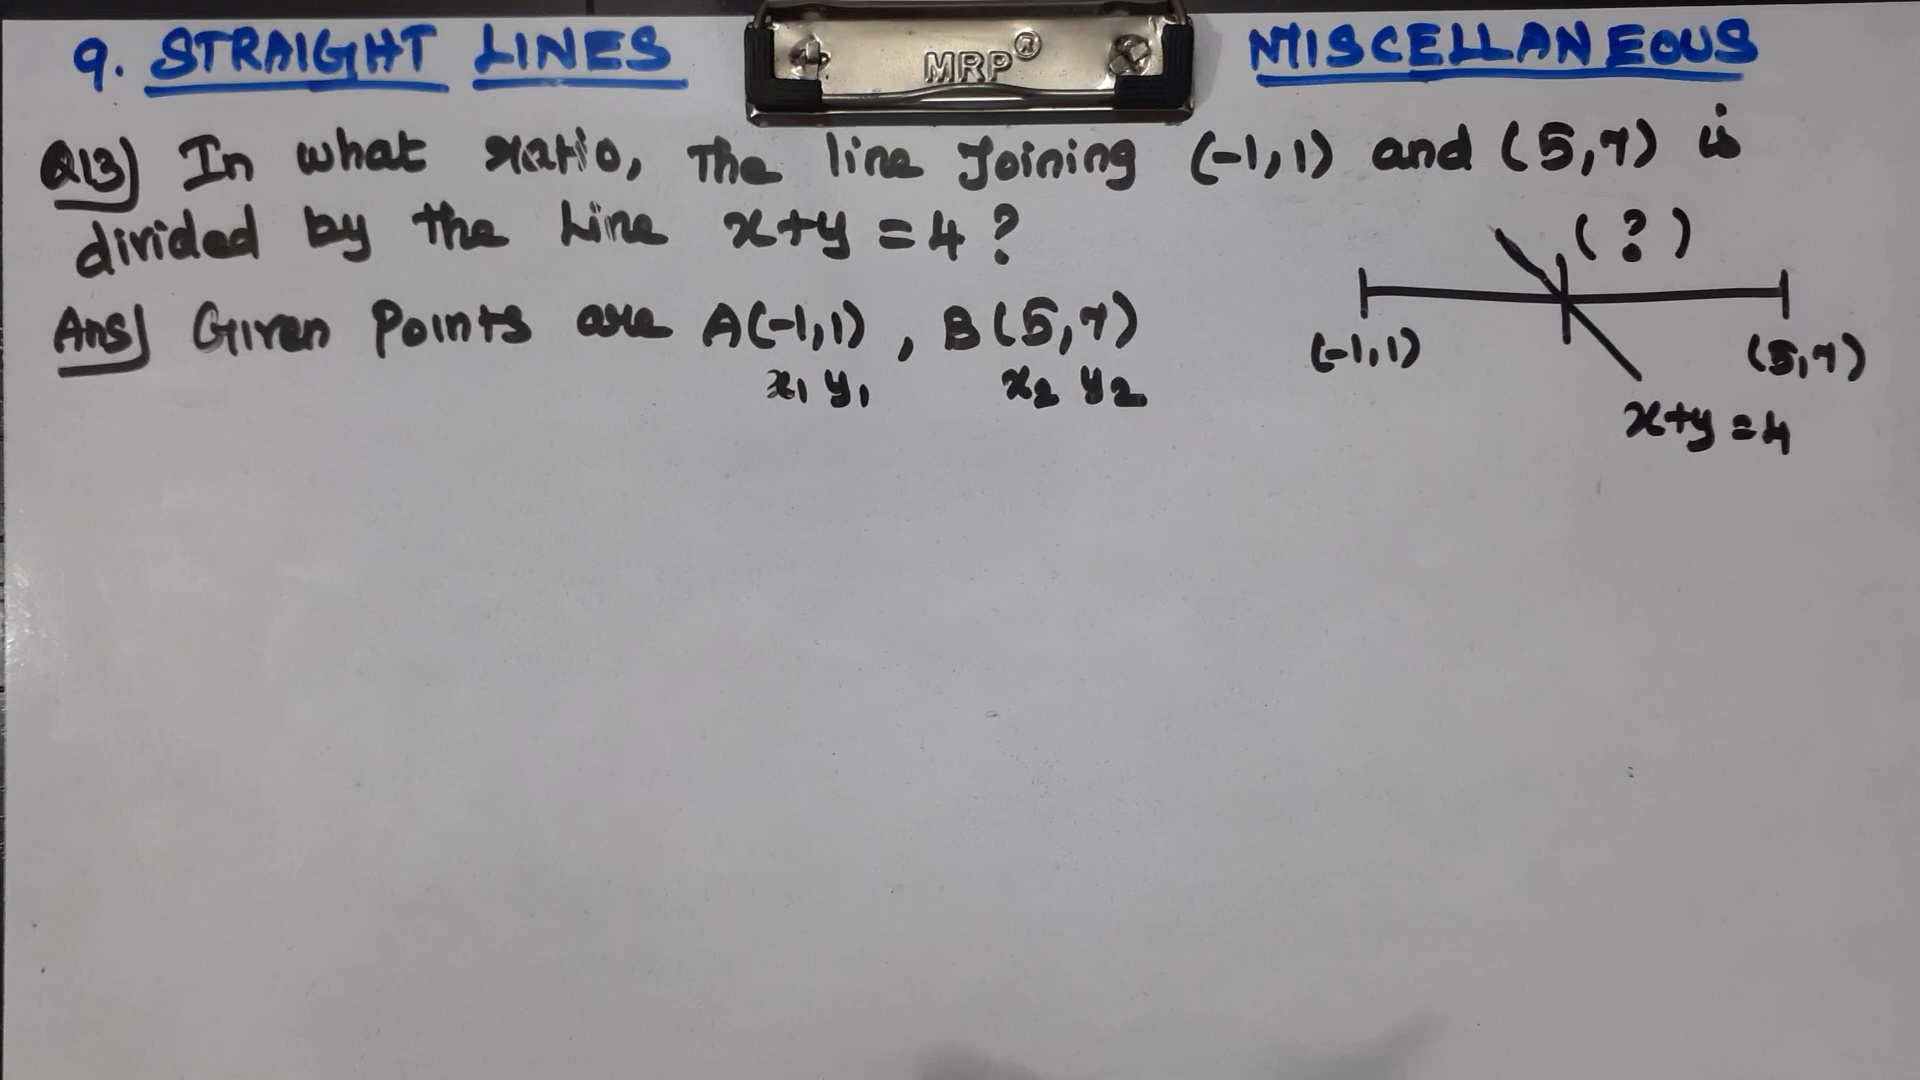 9. STRAIGHT LINES
MRP®
MISCELLANEOUS
Q13) In what ratio, The line Joining (-1,1) and (5,7) is
divided by the Line x+y=4?
Ans) Given Points are A(-1,1), B(5,7)
x1 y1 x2 y2
(?)
(-1,1) (5,7)
x+y=4